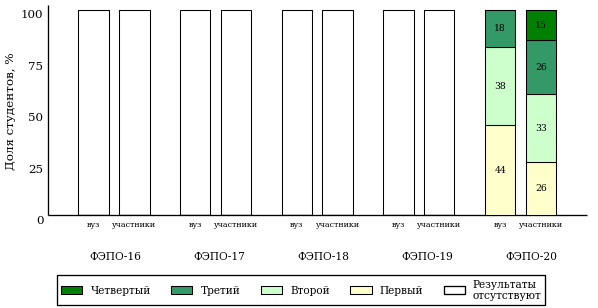 100
75
50
25
0
Доля студентов, %
18
38
44
15
26
33
26
вуз участники вуз участники вуз участники вуз участники вуз участники
ФЭПО-16 ФЭПО-17 ФЭПО-18 ФЭПО-19 ФЭПО-20
Четвертый Третий Второй Первый Результаты
отсутствуют